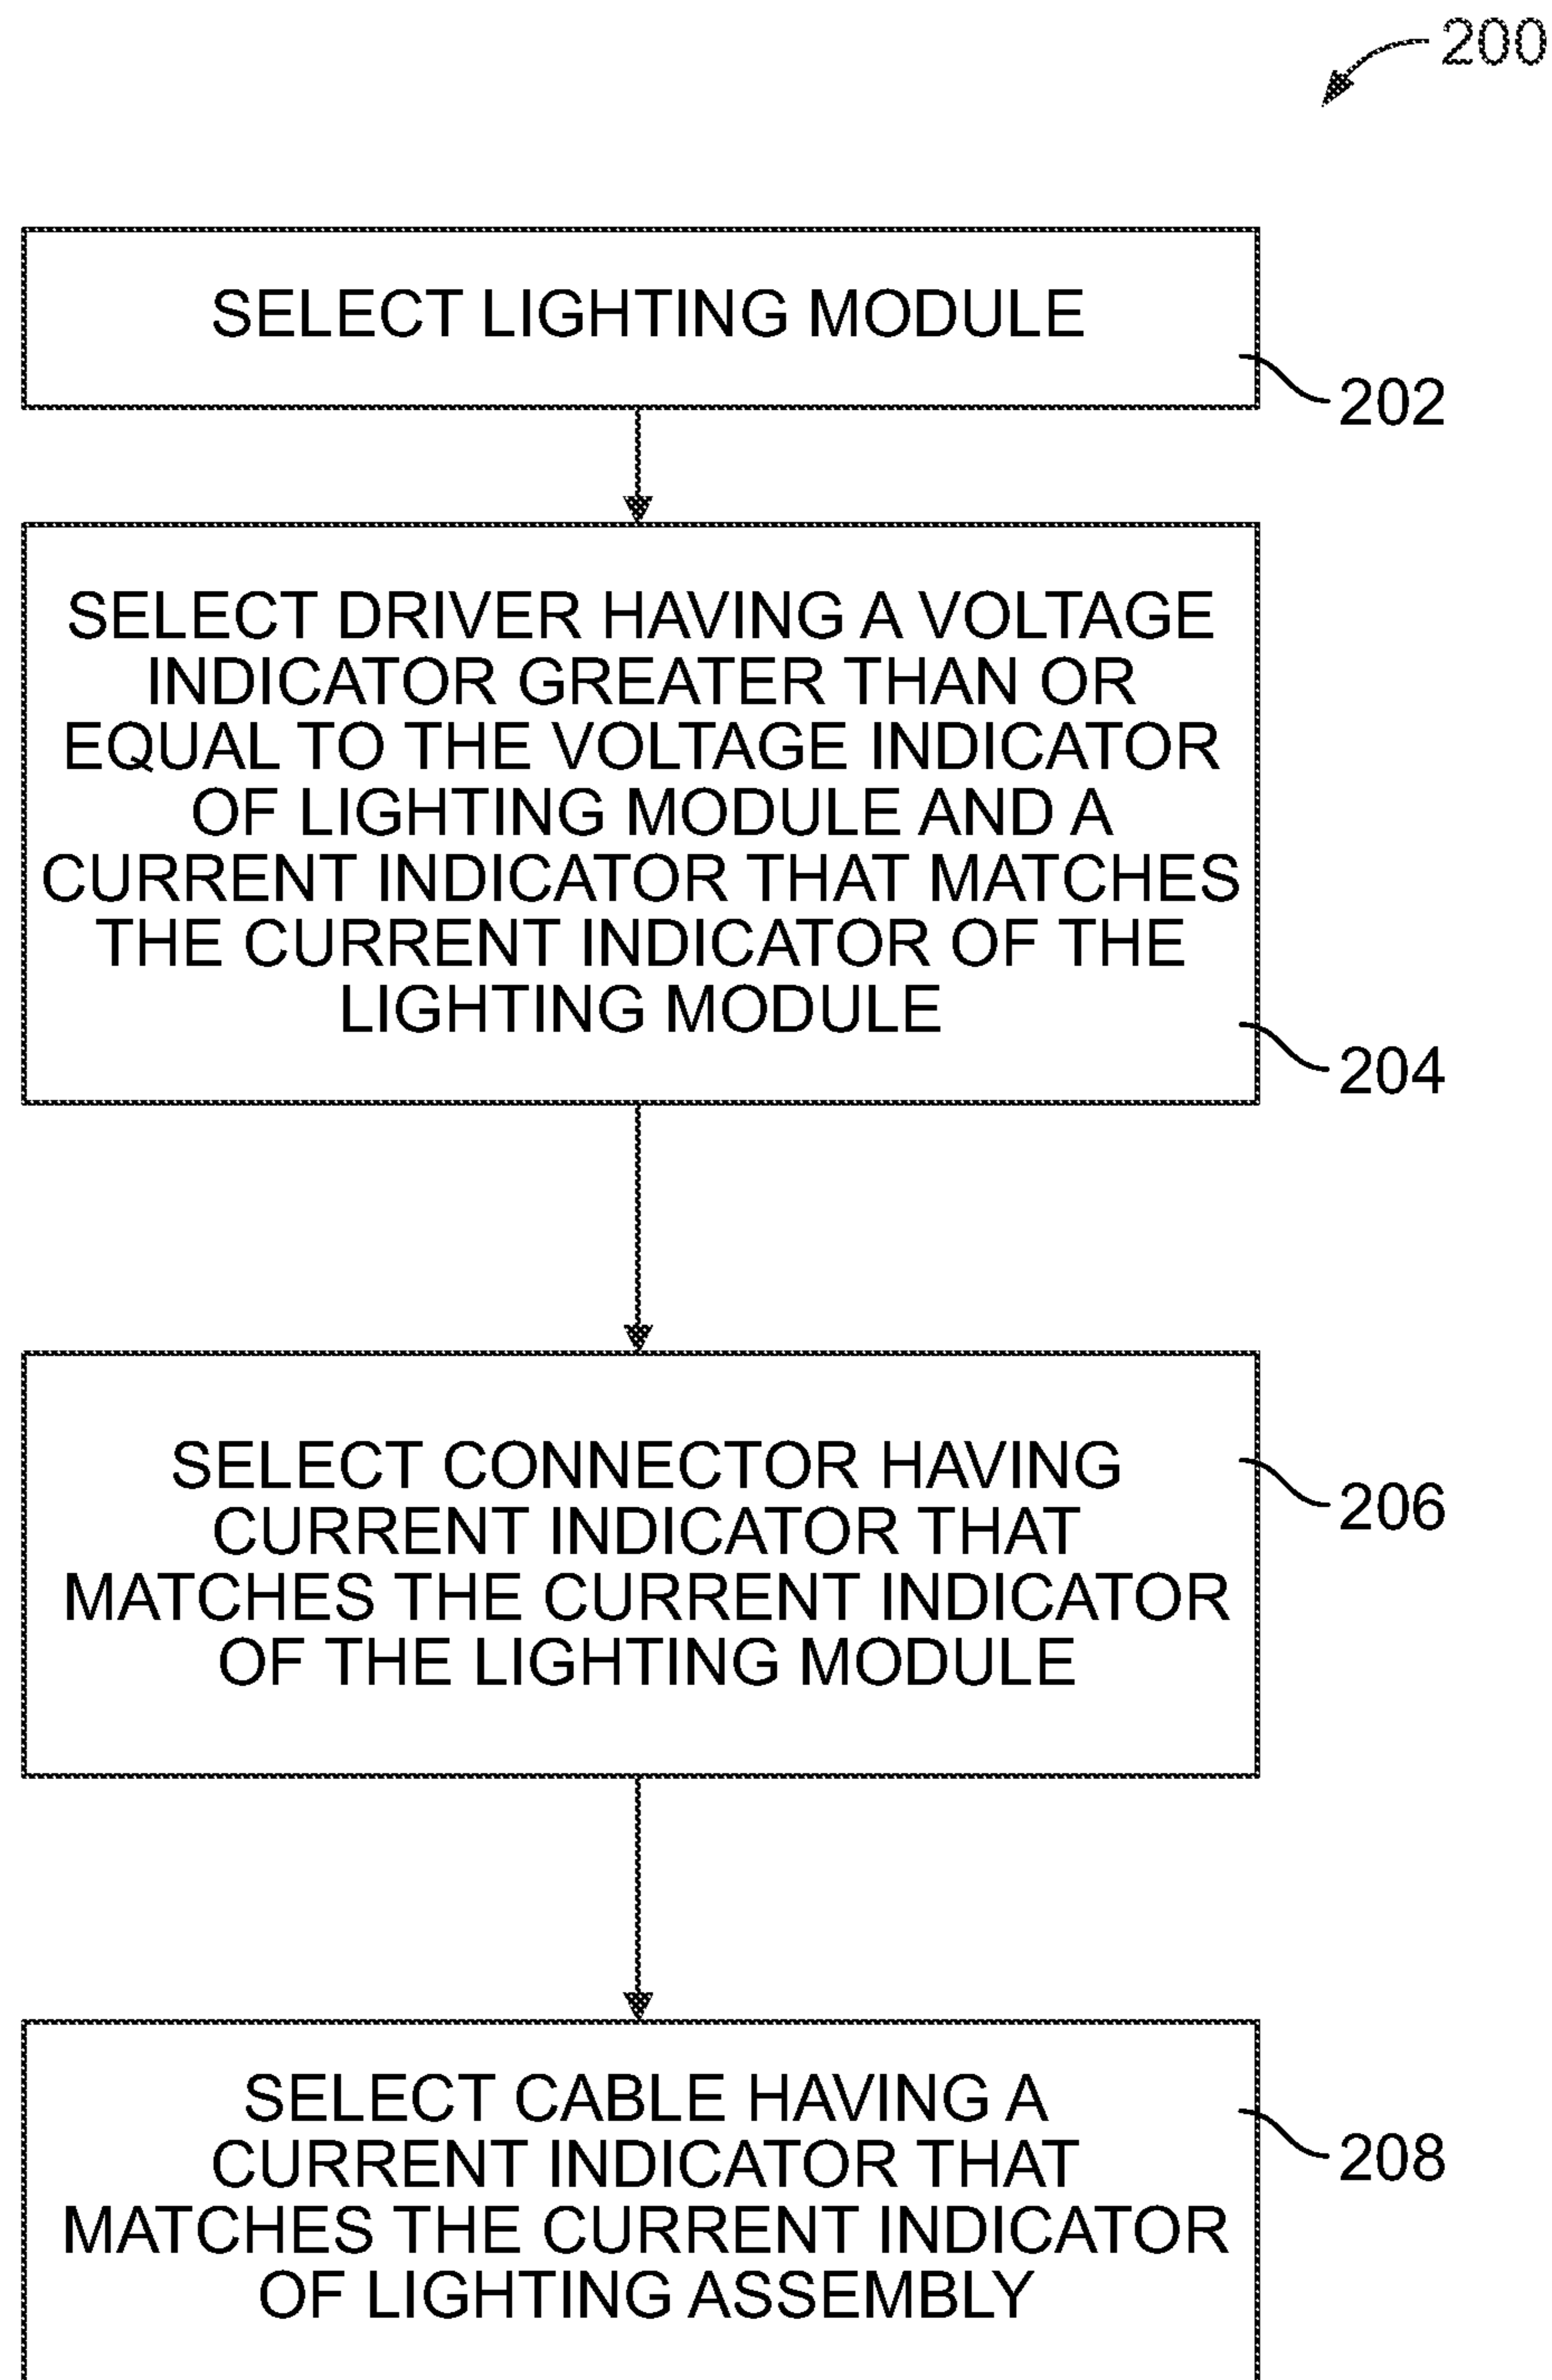 200
SELECT LIGHTING MODULE
202
SELECT DRIVER HAVING A VOLTAGE
INDICATOR GREATER THAN OR
EQUAL TO THE VOLTAGE INDICATOR
OF LIGHTING MODULE AND A
CURRENT INDICATOR THAT MATCHES
THE CURRENT INDICATOR OF THE
LIGHTING MODULE
204
SELECT CONNECTOR HAVING
CURRENT INDICATOR THAT
MATCHES THE CURRENT INDICATOR
OF THE LIGHTING MODULE
206
SELECT CABLE HAVING A
CURRENT INDICATOR THAT
MATCHES THE CURRENT INDICATOR
OF LIGHTING ASSEMBLY
208